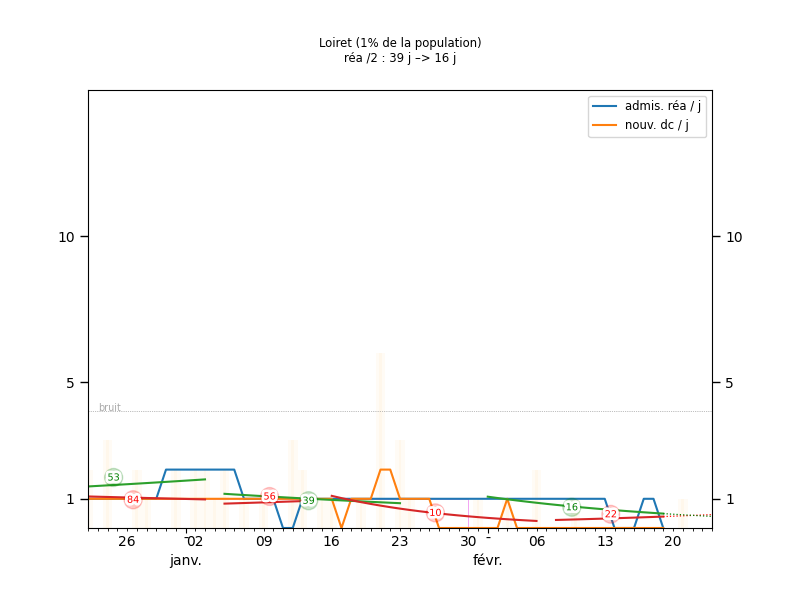 Loiret (1% de la population)
réa /2 : 39 j –> 16 j
admis. réa / j
nouv. dc / j
10 10
5 5
bruit
53
84 56 39 10 16 22
1 1
26 02 09 16 23 30 06 13 20
janv. févr.